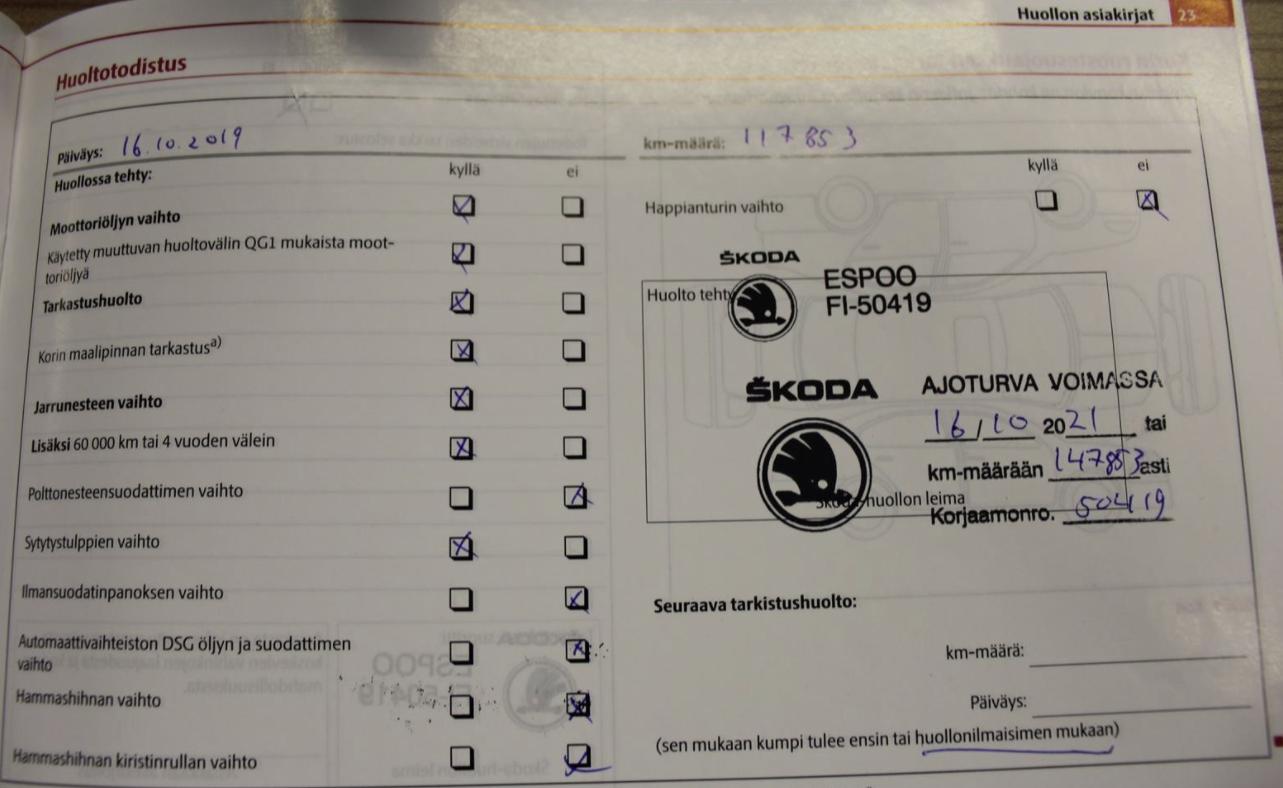 Huollon asiakirjat 23
Huoltotodistus
Päiväys: 16.10.2019
km-määrä: 117853
Huollossa tehty:
kyllä ei
Moottoriöljyn vaihto
Käytetty muuttuvan huoltovälin QG1 mukaista moot-
toriöljyä
Tarkastushuolto
Korin maalipinnan tarkastusa)
Jarrunesteen vaihto
Lisäksi 60 000 km tai 4 vuoden välein
Polttonesteensuodattimen vaihto
Sytytystulppien vaihto
Ilmansuodatinpanoksen vaihto
Automaattivaihteiston DSG öljyn ja suodattimen
vaihto
Hammashihnan vaihto
Hammashihnan kiristinrullan vaihto
kyllä ei
Happianturin vaihto
ŠKODA
ESPOO
FI-50419
Huolto tehty
ŠKODA
AJOTURVA VOIMASSA
16/10 2021 tai
km-määrään 147853 asti
Škoda-huollon leima
Korjaamonro. 50419
Seuraava tarkistushuolto:
km-määrä:
Päiväys:
(sen mukaan kumpi tulee ensin tai huollonilmaisimen mukaan)